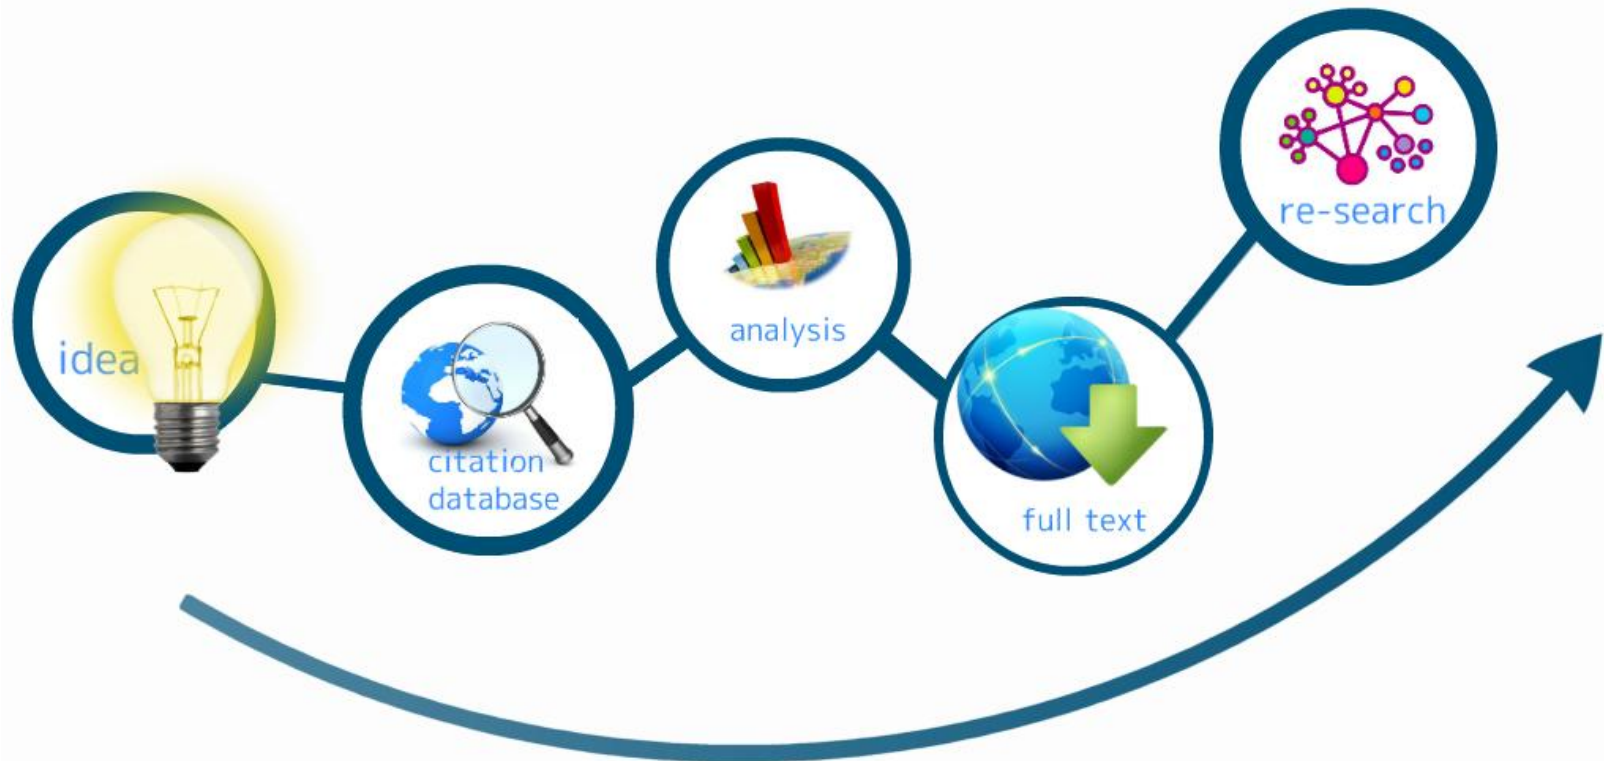 idea
citation
database
analysis
full text
re-search